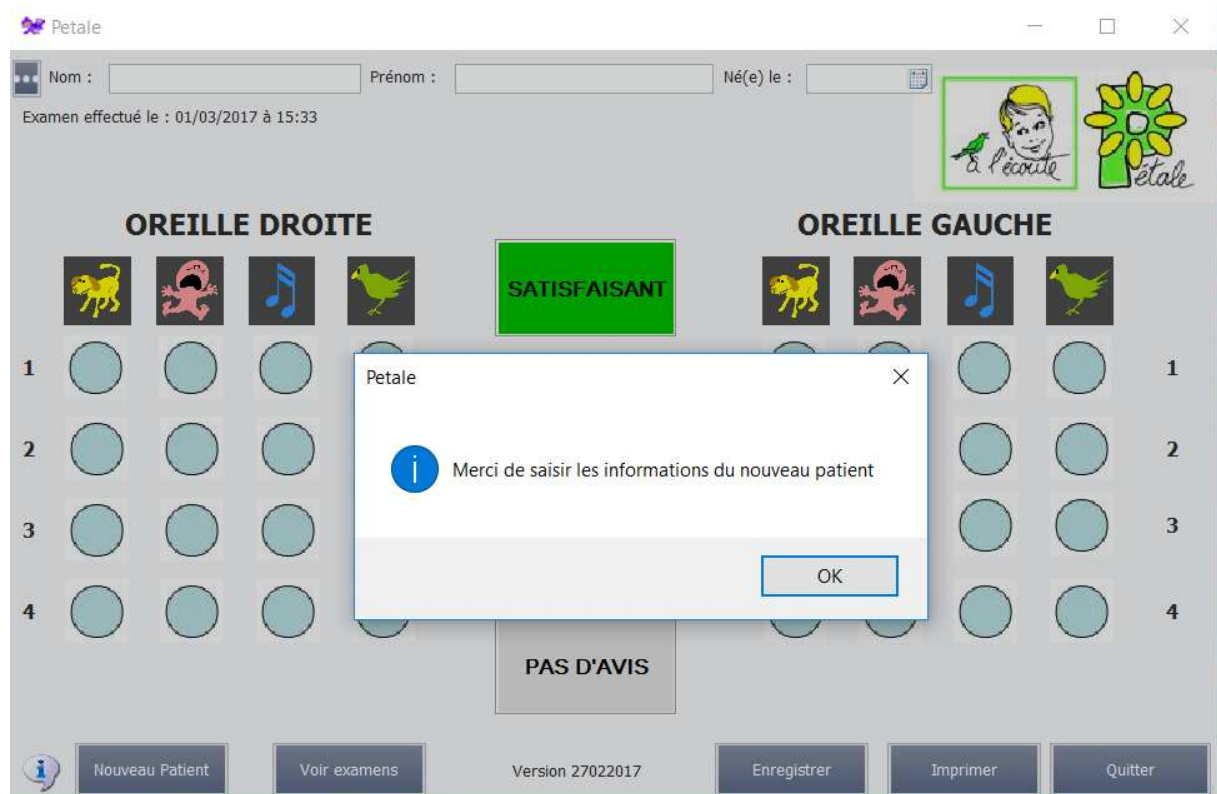 Petale
Nom : Prénom : Né(e) le :
Examen effectué le : 01/03/2017 à 15:33
à l'écoute
Pétale
OREILLE DROITE OREILLE GAUCHE
SATISFAISANT
1 1
Petale
2 2
Merci de saisir les informations du nouveau patient
3 3
OK
4 4
PAS D'AVIS
Nouveau Patient Voir examens Version 27022017 Enregistrer Imprimer Quitter